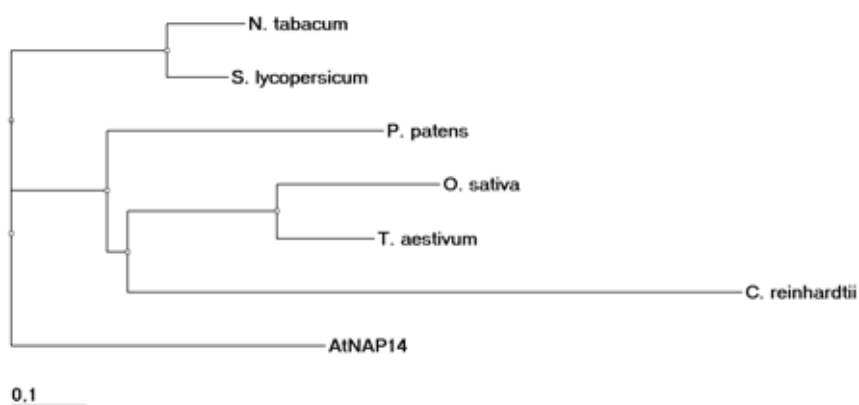 N. tabacum
S. lycopersicum
P. patens
O. sativa
T. aestivum
C. reinhardtii
AtNAP14
0.1